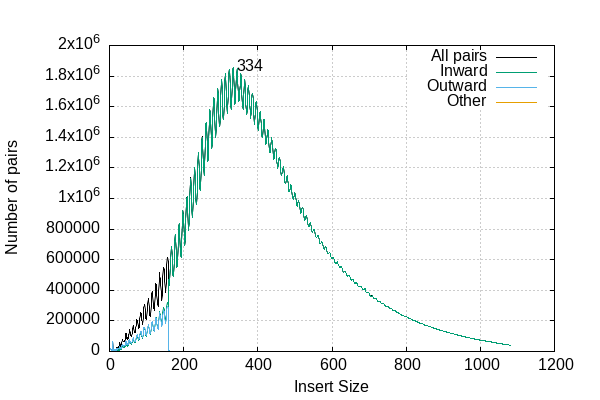 2x10^6
1.8x10^6
1.6x10^6
1.4x10^6
1.2x10^6
1x10^6
800000
600000
400000
200000
0
Number of pairs
0 200 400 600 800 1000 1200
Insert Size
334
All pairs
Inward
Outward
Other